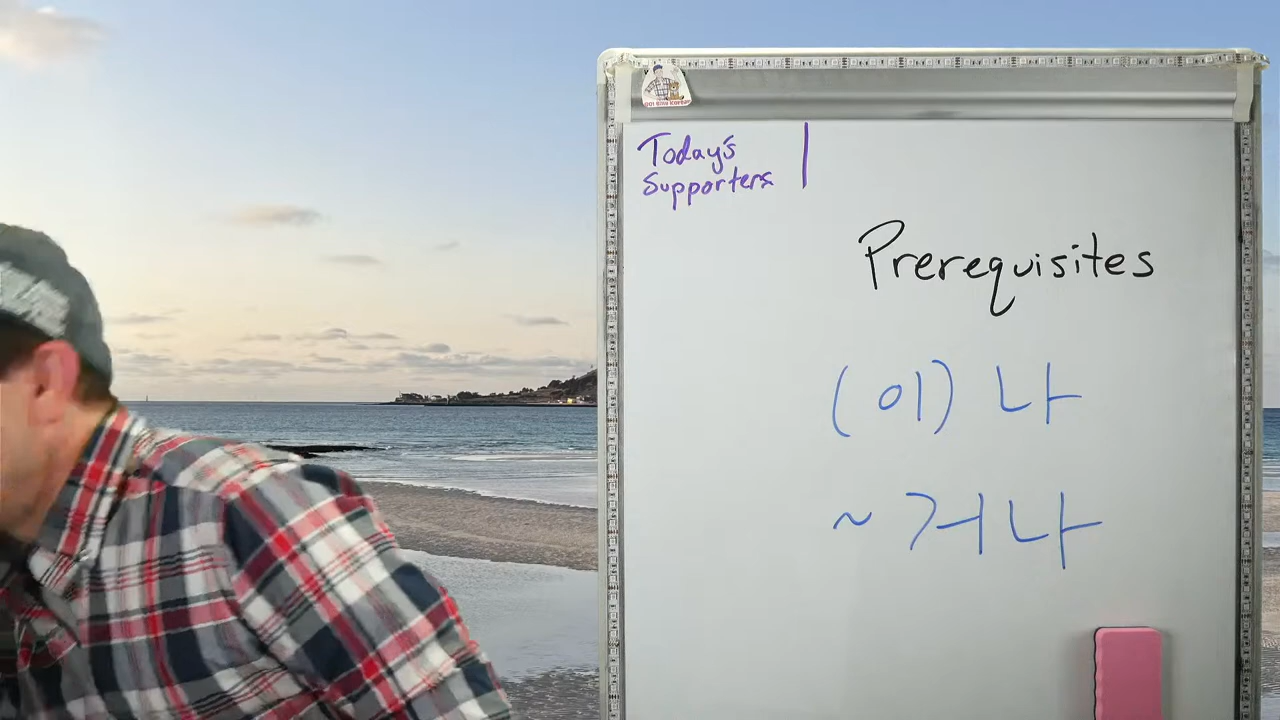 Today's
Supporters
Prerequisites
(이)나
~거나